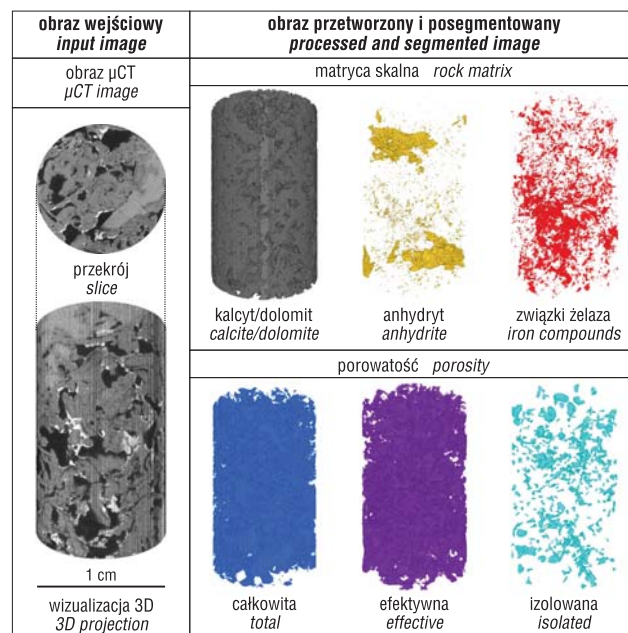 obraz wejściowy
input image
obraz przetworzony i posegmentowany
processed and segmented image
obraz μCT
μCT image
matryca skalna rock matrix
przekrój
slice
kalcyt/dolomit
calcite/dolomite
anhydryt
anhydrite
związki żelaza
iron compounds
porowatość porosity
1 cm
wizualizacja 3D
3D projection
całkowita
total
efektywna
effective
izolowana
isolated